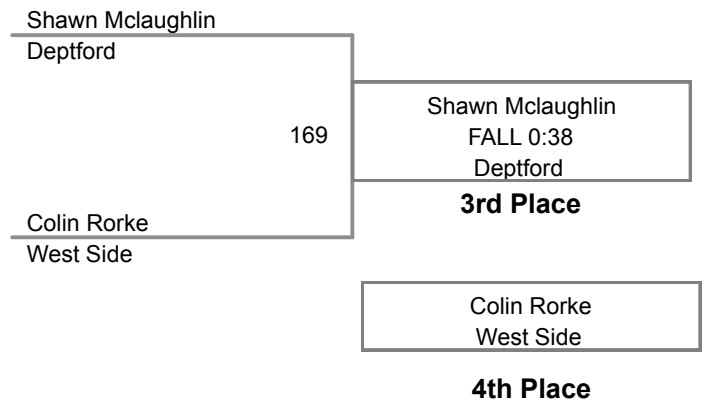 Shawn Mclaughlin
Deptford
169
Shawn Mclaughlin
FALL 0:38
Deptford
3rd Place
Colin Rorke
West Side
Colin Rorke
West Side
4th Place